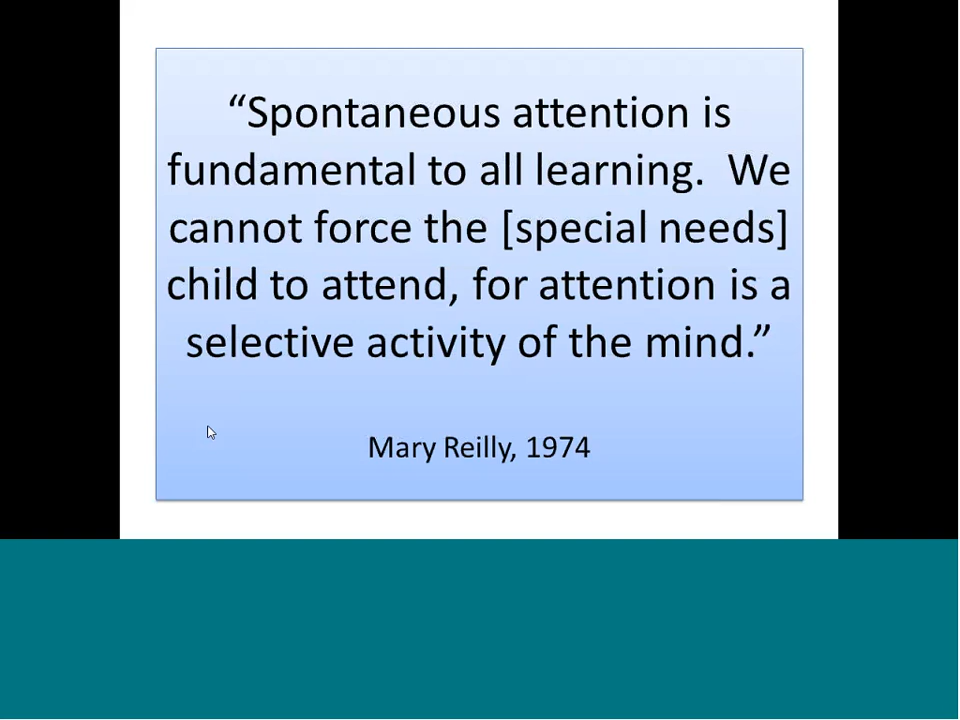 “Spontaneous attention is
fundamental to all learning.  We
cannot force the [special needs]
child to attend, for attention is a
selective activity of the mind.”
Mary Reilly, 1974